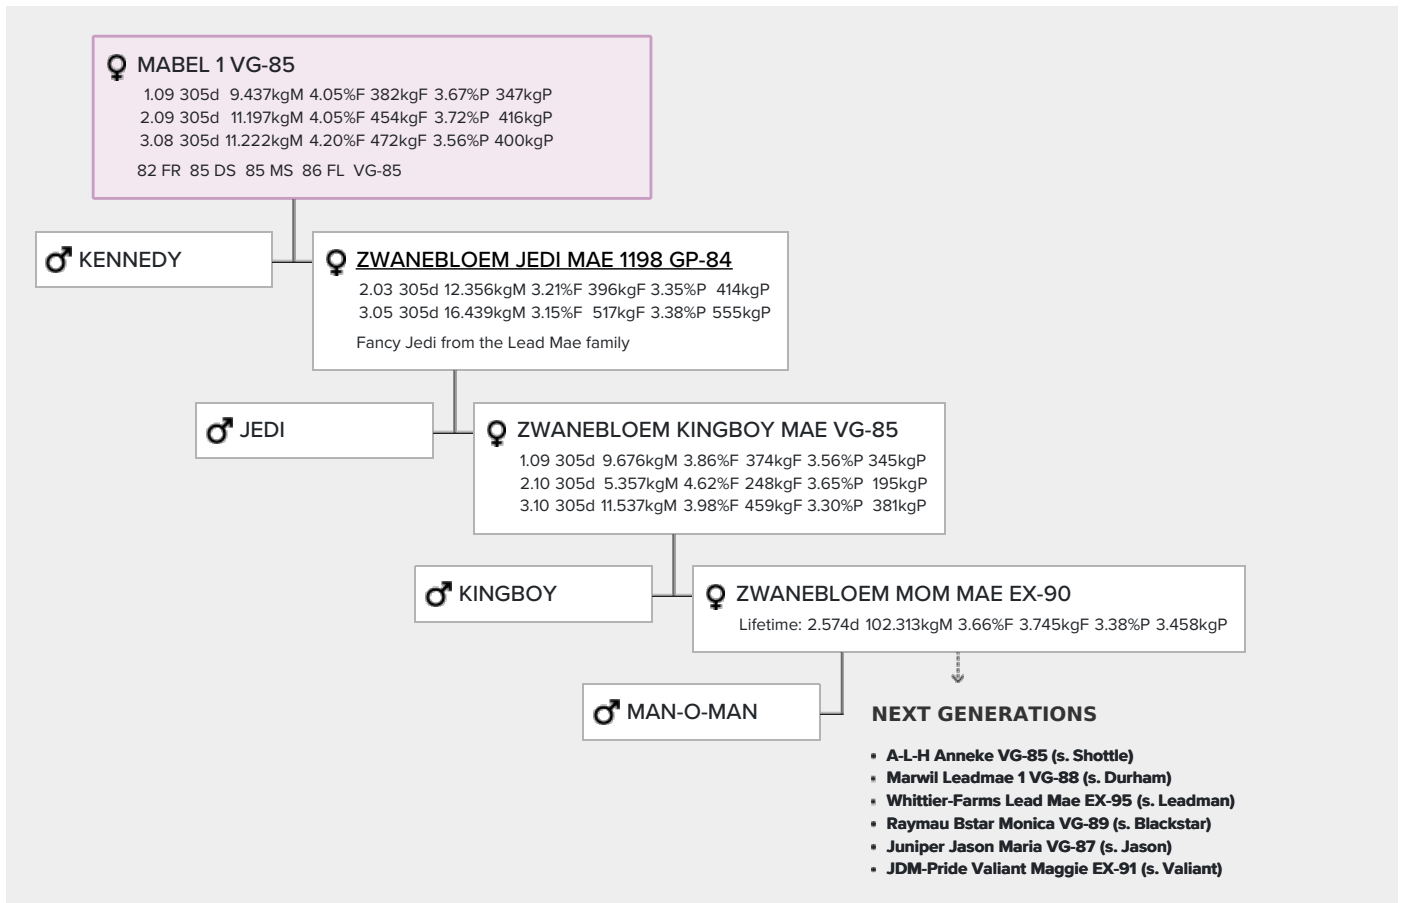 MABEL 1 VG-85
1.09 305d 9.437kgM 4.05%F 382kgF 3.67%P 347kgP
2.09 305d 11.197kgM 4.05%F 454kgF 3.72%P 416kgP
3.08 305d 11.222kgM 4.20%F 472kgF 3.56%P 400kgP
82 FR 85 DS 85 MS 86 FL VG-85
KENNEDY
ZWANEBLOEM JEDI MAE 1198 GP-84
2.03 305d 12.356kgM 3.21%F 396kgF 3.35%P 414kgP
3.05 305d 16.439kgM 3.15%F 517kgF 3.38%P 555kgP
Fancy Jedi from the Lead Mae family
JEDI
ZWANEBLOEM KINGBOY MAE VG-85
1.09 305d 9.676kgM 3.86%F 374kgF 3.56%P 345kgP
2.10 305d 5.357kgM 4.62%F 248kgF 3.65%P 195kgP
3.10 305d 11.537kgM 3.98%F 459kgF 3.30%P 381kgP
KINGBOY
ZWANEBLOEM MOM MAE EX-90
Lifetime: 2.574d 102.313kgM 3.66%F 3.745kgF 3.38%P 3.458kgP
MAN-O-MAN
NEXT GENERATIONS
• A-L-H Anneke VG-85 (s. Shottle)
• Marwil Leadmae 1 VG-88 (s. Durham)
• Whittier-Farms Lead Mae EX-95 (s. Leadman)
• Raymau Bstar Monica VG-89 (s. Blackstar)
• Juniper Jason Maria VG-87 (s. Jason)
• JDM-Pride Valiant Maggie EX-91 (s. Valiant)